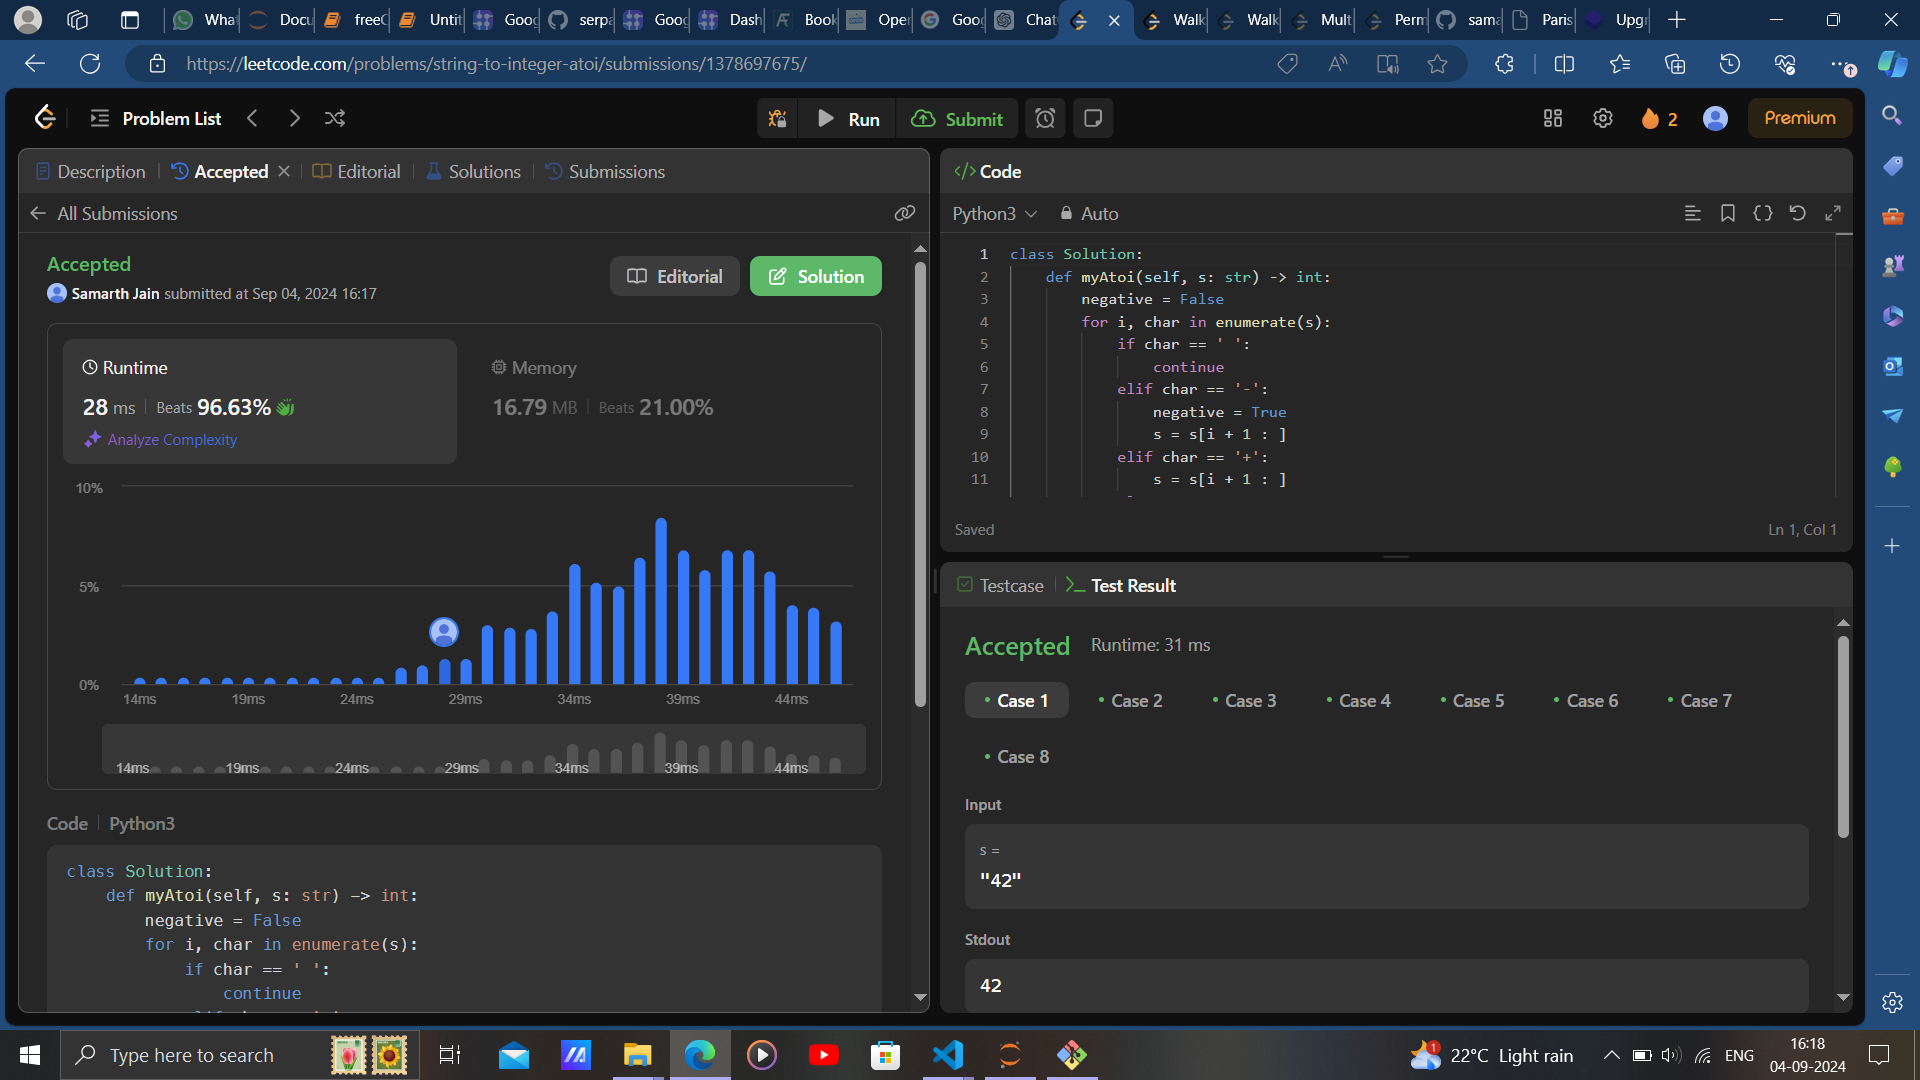 What
Docu
freeC
Untit
Goog
serpa
Goog
Dash
Book
Oper
Goog
Chat
Walk
Walk
Mult
Perm
sama
Paris
Upgr
https://leetcode.com/problems/string-to-integer-atoi/submissions/1378697675/
Problem List
Run
Submit
2
Premium
Description
Accepted
Editorial
Solutions
Submissions
All Submissions
Accepted
Samarth Jain submitted at Sep 04, 2024 16:17
Editorial
Solution
Runtime
28 ms
Beats 96.63%
Analyze Complexity
Memory
16.79 MB
Beats 21.00%
10%
5%
0%
14ms 19ms 24ms 29ms 34ms 39ms 44ms
14ms 19ms 24ms 29ms 34ms 39ms 44ms
Code
Python3
class Solution:
def myAtoi(self, s: str) -> int:
negative = False
for i, char in enumerate(s):
if char == ' ':
continue
Code
Python3
Auto
1 class Solution:
2 def myAtoi(self, s: str) -> int:
3 negative = False
4 for i, char in enumerate(s):
5 if char == ' ':
6 continue
7 elif char == '-':
8 negative = True
9 s = s[i + 1 : ]
10 elif char == '+':
11 s = s[i + 1 : ]
Saved
Ln 1, Col 1
Testcase
Test Result
Accepted
Runtime: 31 ms
Case 1
Case 2
Case 3
Case 4
Case 5
Case 6
Case 7
Case 8
Input
s =
"42"
Stdout
42
Type here to search
1
22°C Light rain
ENG
16:18
04-09-2024